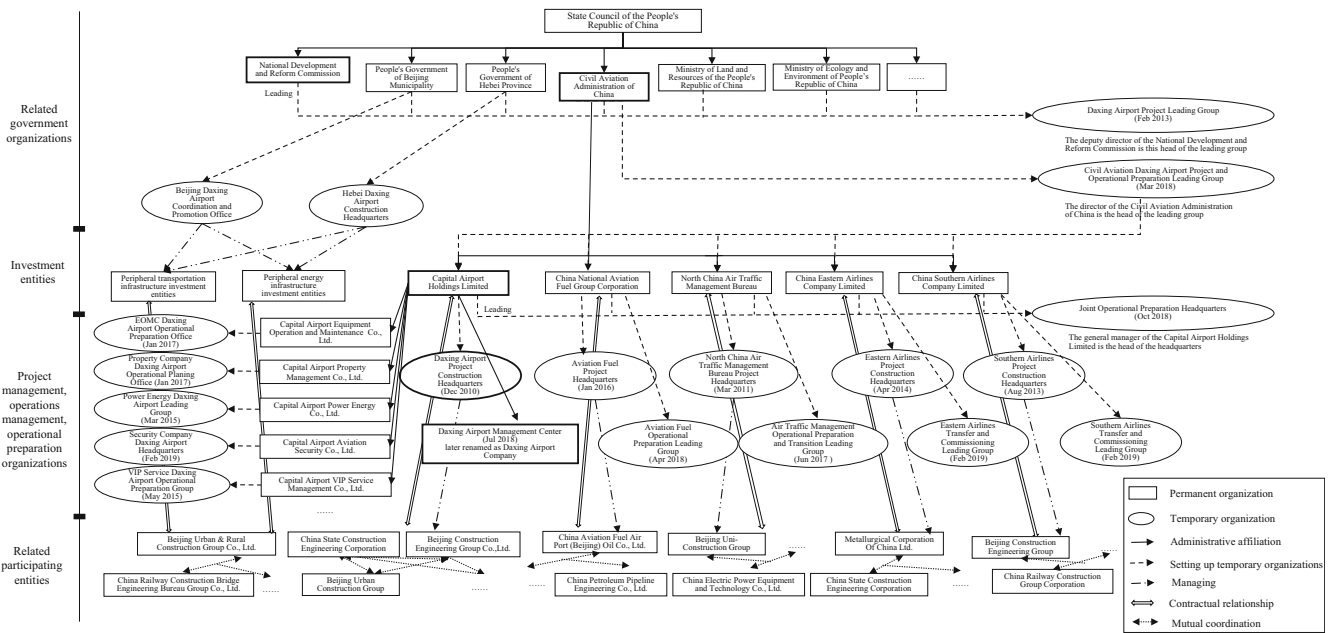 State Council of the People's
Republic of China
National Development
and Reform Commission
People's Government
of Beijing
Municipality
People's
Government of
Hebei Province
Civil Aviation
Administration of
China
Ministry of Land and
Resources of the People's
Republic of China
Ministry of Ecology and
Environment of People's
Republic of China
......
Leading
Related
government
organizations
Daxing Airport Project Leading Group
(Feb 2013)
The deputy director of the National Development and
Reform Commission is this head of the leading group
Civil Aviation Daxing Airport Project and
Operational Preparation Leading Group
(Mar 2018)
The director of the Civil Aviation Administration
of China is the head of the leading group
Beijing Daxing
Airport
Coordination and
Promotion Office
Hebei Daxing
Airport
Construction
Headquarters
Investment
entities
Peripheral transportation
infrastructure investment
entities
Peripheral energy
infrastructure
investment entities
Capital Airport
Holdings Limited
China National Aviation
Fuel Group Corporation
North China Air Traffic
Management Bureau
China Eastern Airlines
Company Limited
China Southern Airlines
Company Limited
Leading
Joint Operational Preparation Headquarters
(Oct 2018)
The general manager of the Capital Airport Holdings
Limited is the head of the headquarters
Project
management,
operations
management,
operational
preparation
organizations
EOMC Daxing
Airport Operational
Preparation Office
(Jan 2017)
Capital Airport Equipment
Operation and Maintenance Co.,
Ltd.
Property Company
Daxing Airport
Operational Planing
Office (Jan 2017)
Capital Airport Property
Management Co., Ltd.
Power Energy Daxing
Airport Leading
Group
(Mar 2015)
Capital Airport Power Energy
Co., Ltd.
Security Company
Daxing Airport
Headquarters
(Feb 2019)
Capital Airport Aviation
Security Co., Ltd.
VIP Service Daxing
Airport Operational
Preparation Group
(May 2015)
Capital Airport VIP Service
Management Co., Ltd.
......
Daxing Airport
Project
Construction
Headquarters
(Dec 2010)
Aviation Fuel
Project
Headquarters
(Jan 2016)
North China Air
Traffic Management
Bureau Project
Headquarters
(Mar 2011)
Eastern Airlines
Project
Construction
Headquarters
(Apr 2014)
Southern Airlines
Project
Construction
Headquarters
(Aug 2013)
Daxing Airport Management Center
(Jul 2018)
later renamed as Daxing Airport
Company
Aviation Fuel
Operational
Preparation Leading
Group
(Apr 2018)
Air Traffic Management
Operational Preparation
and Transition Leading
Group
(Jun 2017 )
Eastern Airlines
Transfer and
Commissioning
Leading Group
(Feb 2019)
Southern Airlines
Transfer and
Commissioning
Leading Group
(Feb 2019)
Related
participating
entities
Beijing Urban & Rural
Construction Group Co., Ltd.
China State Construction
Engineering Corporation
Beijing Construction
Engineering Group Co.,Ltd.
China Aviation Fuel Air
Port (Beijing) Oil Co., Ltd.
Beijing Uni-
Construction Group
......
Metallurgical Corporation
Of China Ltd.
Beijing Construction
Engineering Group
......
China Railway Construction Bridge
Engineering Bureau Group Co., Ltd.
......
Beijing Urban
Construction Group
......
......
China Petroleum Pipeline
Engineering Co., Ltd.
China Electric Power Equipment
and Technology Co., Ltd.
China State Construction
Engineering Corporation
......
China Railway Construction
Group Corporation
Permanent organization
Temporary organization
Administrative affiliation
Setting up temporary organizations
Managing
Contractual relationship
Mutual coordination